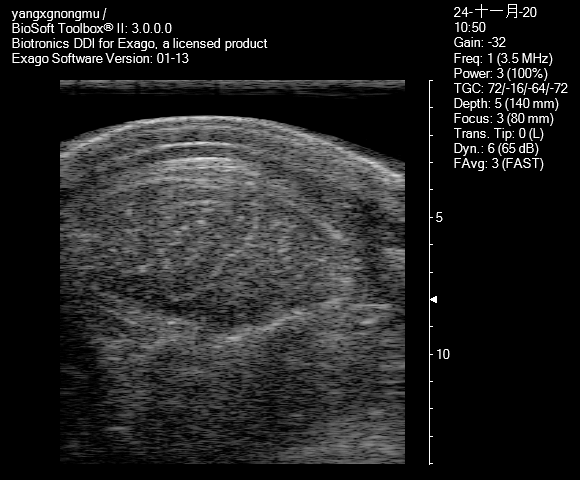 yangxgnongmu /
BioSoft Toolbox® II: 3.0.0.0
Biotronics DDI for Exago, a licensed product
Exago Software Version: 01-13
24-十一月-20
10:50
Gain: -32
Freq: 1 (3.5 MHz)
Power: 3 (100%)
TGC: 72/-16/-64/-72
Depth: 5 (140 mm)
Focus: 3 (80 mm)
Trans. Tip: 0 (L)
Dyn.: 6 (65 dB)
FAvg: 3 (FAST)
5
10